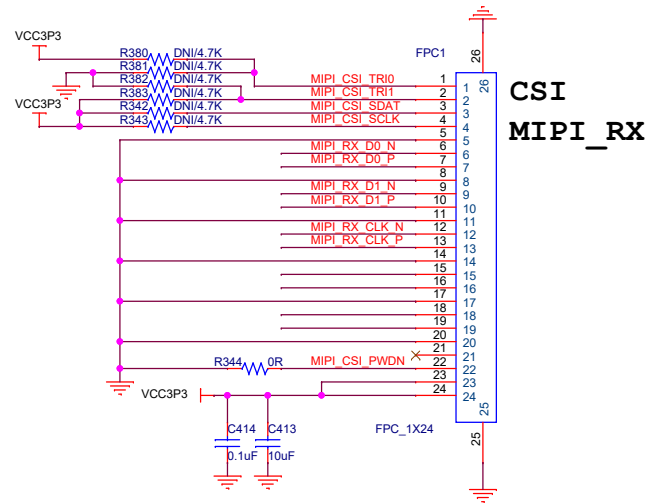 VCC3P3
R380 DNI/4.7K
R381 DNI/4.7K
R382 DNI/4.7K
R383 DNI/4.7K
VCC3P3
R342 DNI/4.7K
R343 DNI/4.7K
FPC1
26
26
CSI
MIPI_RX
MIPI_CSI_TRI0 1 1
MIPI_CSI_TRI1 2 2
MIPI_CSI_SDAT 3 3
MIPI_CSI_SCLK 4 4
5 5
MIPI_RX_D0_N 6 6
MIPI_RX_D0_P 7 7
8 8
MIPI_RX_D1_N 9 9
MIPI_RX_D1_P 10 10
11 11
MIPI_RX_CLK_N 12 12
MIPI_RX_CLK_P 13 13
14 14
15 15
16 16
17 17
18 18
19 19
20 20
21 21
R344 0R MIPI_CSI_PWDN 22 22
23 23
VCC3P3 24 24
25
25
C414
0.1uF
C413
10uF
FPC_1X24